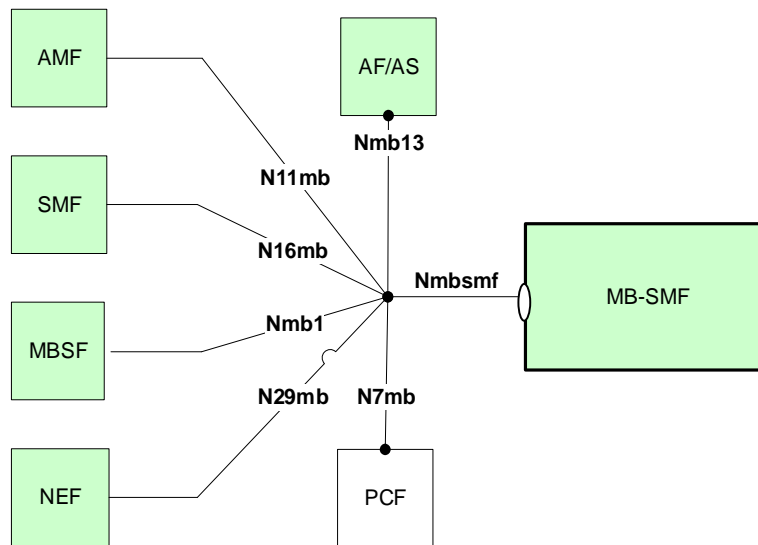 AMF
AF/AS
Nmb13
N11mb
SMF
N16mb
Nmbsmf
MB-SMF
Nmb1
MBSF
N29mb
N7mb
NEF
PCF